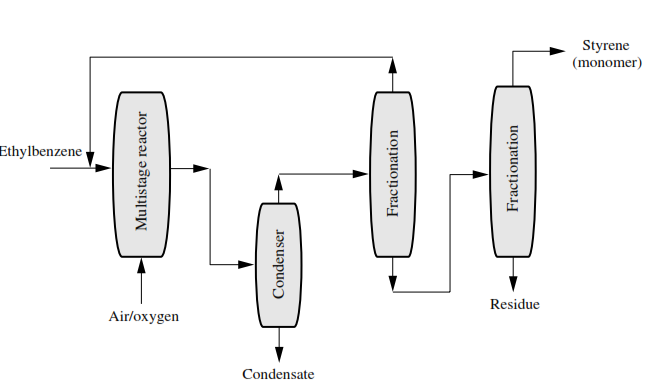 Styrene
(monomer)
Ethylbenzene
Multistage reactor
Fractionation
Fractionation
Condenser
Air/oxygen
Residue
Condensate